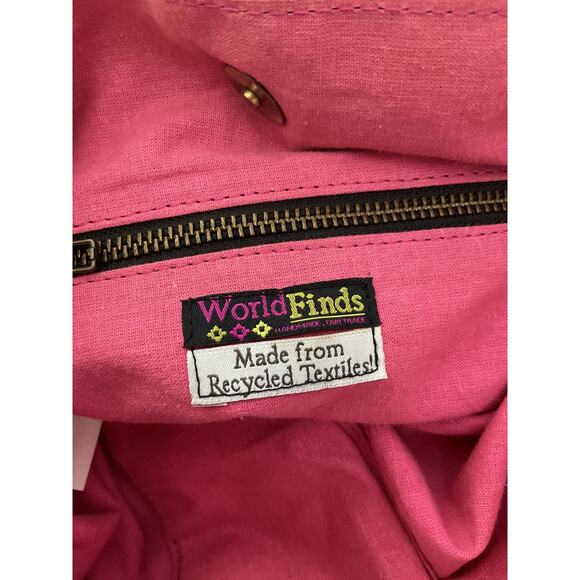 WorldFinds
HANDMADE . FAIR TRADE
Made from
Recycled Textiles!